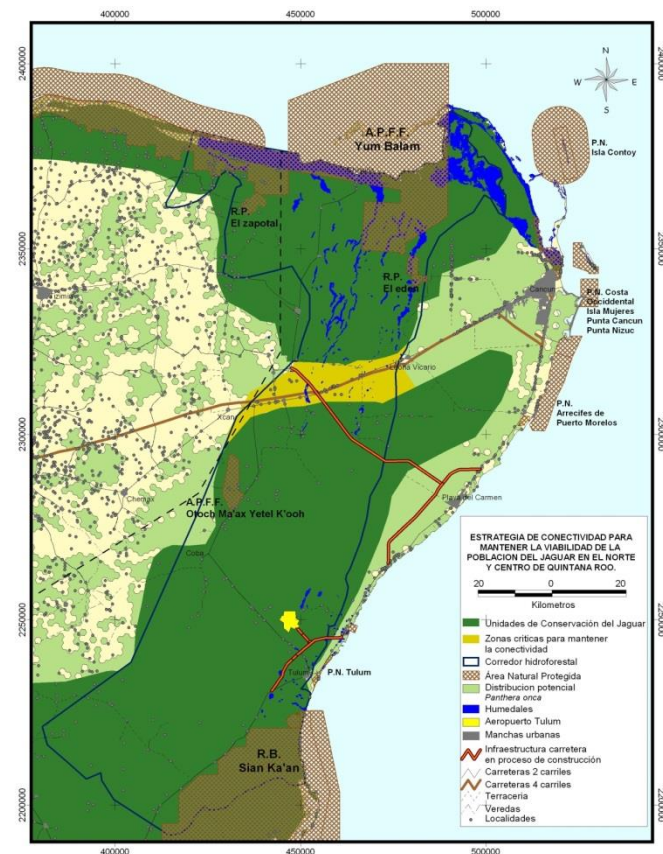 400000
450000
500000
2400000
2400000
N
W
E
S
A.P.F.F.
Yum Balam
P.N.
Isla Contoy
R.P.
El zapotal
2350000
R.P.
El eden
Cancun
P.N. Costa
Occidental
Isla Mujeres
Punta Cancun
Punta Nizuc
Leona Vicario
P.N.
Arrecifes de
Puerto Morelos
Xcan
2300000
Chemax
A.P.F.F.
Otoch Ma'ax Yetel K'ooh
Playa del Carmen
Coba
2250000
Tulum
P.N. Tulum
R.B.
Sian Ka'an
2200000
ESTRATEGIA DE CONECTIVIDAD PARA
MANTENER LA VIABILIDAD DE LA
POBLACION DEL JAGUAR EN EL NORTE
Y CENTRO DE QUINTANA ROO.
20
0
20
Kilometros
Unidades de Conservación del Jaguar
Zonas criticas para mantener
la conectividad
Corredor hidroforestal
Área Natural Protegida
Distribucion potencial
Panthera onca
Humedales
Aeropuerto Tulum
Manchas urbanas
Infraestructura carretera
en proceso de construcción
Carreteras 2 carriles
Carreteras 4 carriles
Terraceria
Veredas
Localidades
400000
450000
500000